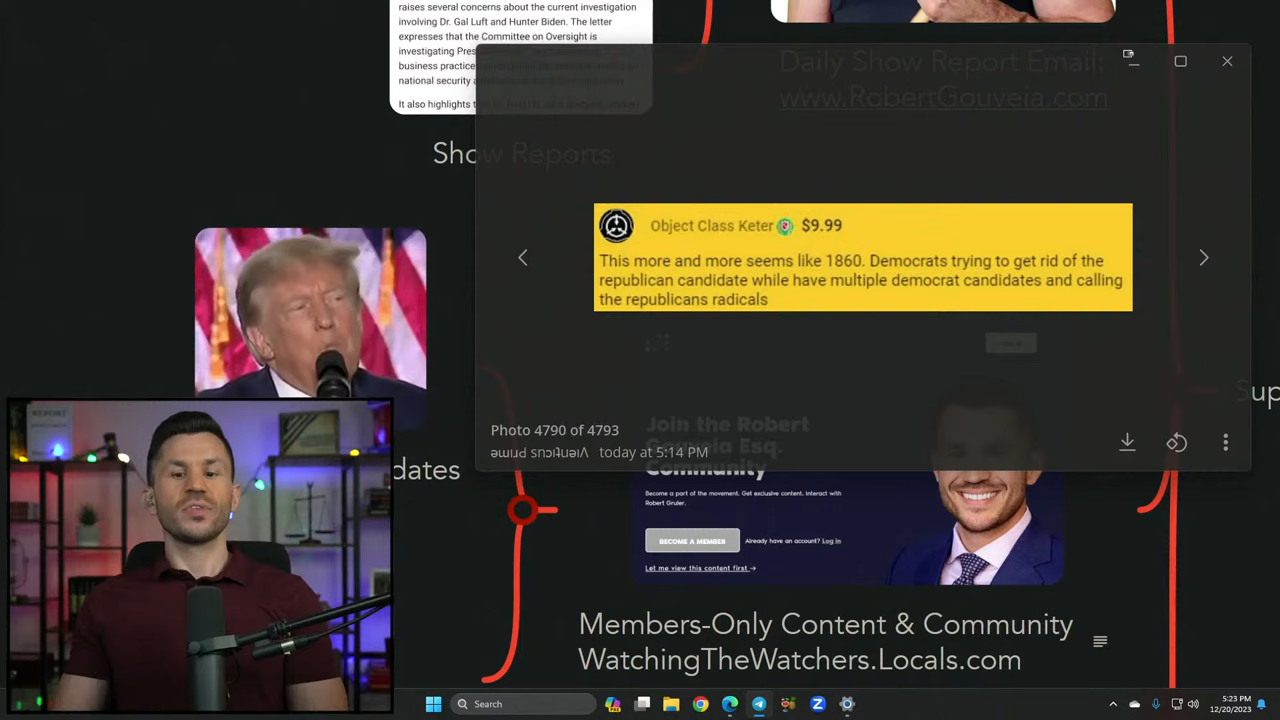 raises several concerns about the current investigation
involving Dr. Gal Luft and Hunter Biden. The letter
expresses that the Committee on Oversight is
investigating Pres
business practice
national security
It also highlights
Show Reports
Daily Show Report Email:
www.RobertGouveia.com
Object Class Keter $9.99
This more and more seems like 1860. Democrats trying to get rid of the
republican candidate while have multiple democrat candidates and calling
the republicans radicals
Photo 4790 of 4793
today at 5:14 PM
Join the Robert
Gouveia Esq.
Community
Become a part of the movement. Get exclusive content. Interact with
Robert Gruler.
BECOME A MEMBER Already have an account? Log in
Let me view this content first →
dates
Sup
Members-Only Content & Community
WatchingTheWatchers.Locals.com
Search
5:23 PM
12/20/2023